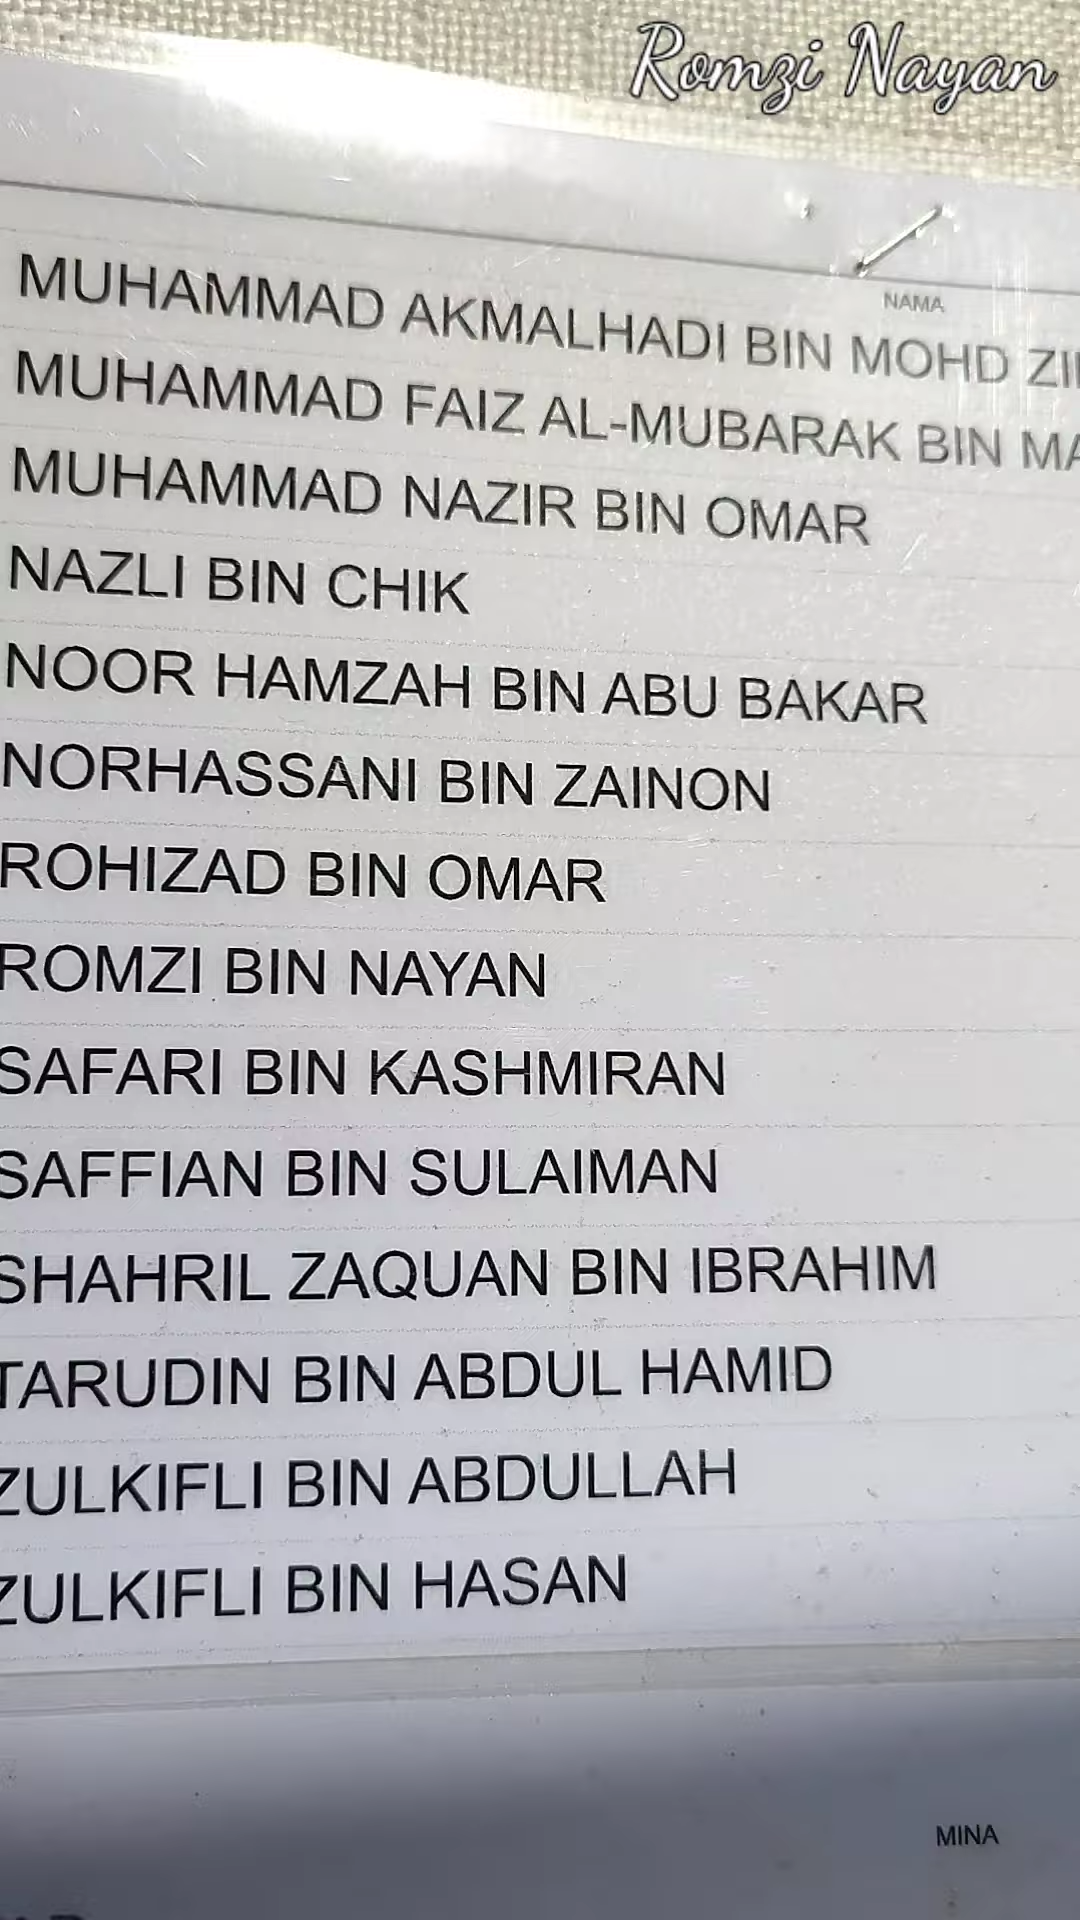 Romzi Nayan
NAMA
MUHAMMAD AKMALHADI BIN MOHD
MUHAMMAD FAIZ AL-MUBARAK BIN
MUHAMMAD NAZIR BIN OMAR
NAZLI BIN CHIK
NOOR HAMZAH BIN ABU BAKAR
NORHASSANI BIN ZAINON
ROHIZAD BIN OMAR
ROMZI BIN NAYAN
SAFARI BIN KASHMIRAN
SAFFIAN BIN SULAIMAN
SHAHRIL ZAQUAN BIN IBRAHIM
TARUDIN BIN ABDUL HAMID
ZULKIFLI BIN ABDULLAH
ZULKIFLI BIN HASAN
MINA